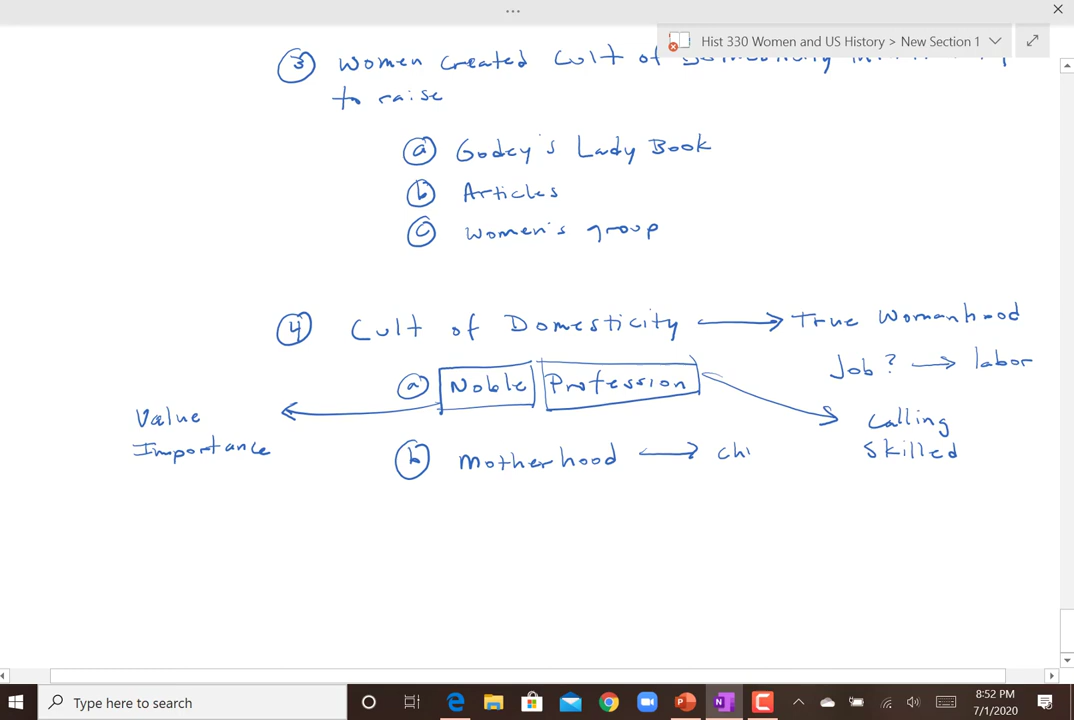 ...
Hist 330 Women and US History > New Section 1
③ Women created Cult of
to raise
ⓐ Godey's Lady Book
ⓑ Articles
ⓒ Women's group
④ Cult of Domesticity → True Womanhood
Job? → labor
ⓐ Noble Profession
Value
Importance
Calling
Skilled
ⓑ Motherhood → chi
Type here to search
8:52 PM
7/1/2020